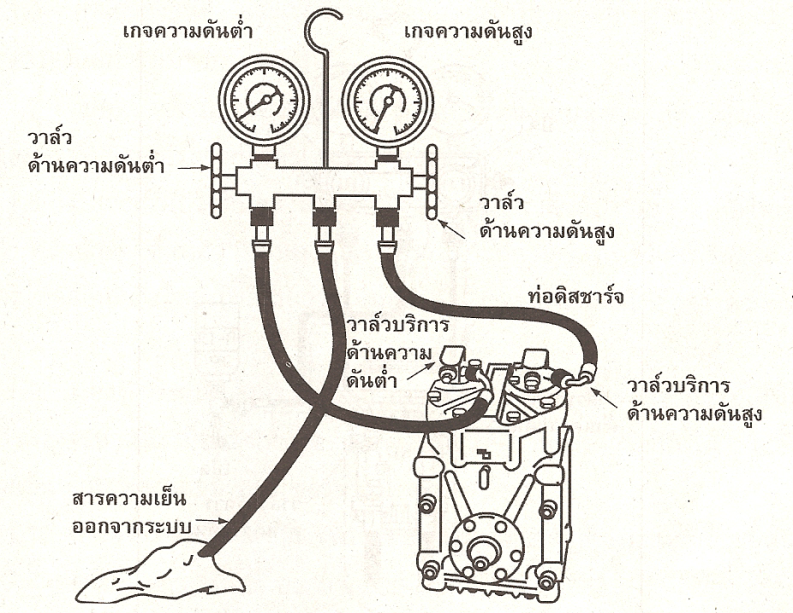 เกจความดันต่ำ
เกจความดันสูง
วาล์ว
ด้านความดันต่ำ
วาล์ว
ด้านความดันสูง
ท่อดิสชาร์จ
วาล์วบริการ
ด้านความ
ดันต่ำ
วาล์วบริการ
ด้านความดันสูง
สารความเย็น
ออกจากระบบ